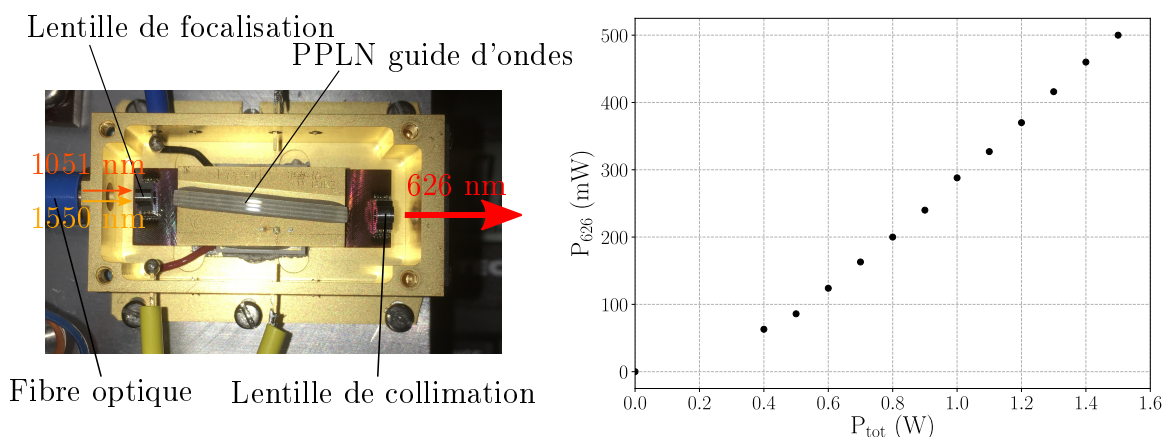 Lentille de focalisation
PPLN guide d'ondes
1051 nm
1550 nm
626 nm
Fibre optique
Lentille de collimation
500
400
300
200
100
0
P626 (mW)
0.0 0.2 0.4 0.6 0.8 1.0 1.2 1.4 1.6
Ptot (W)